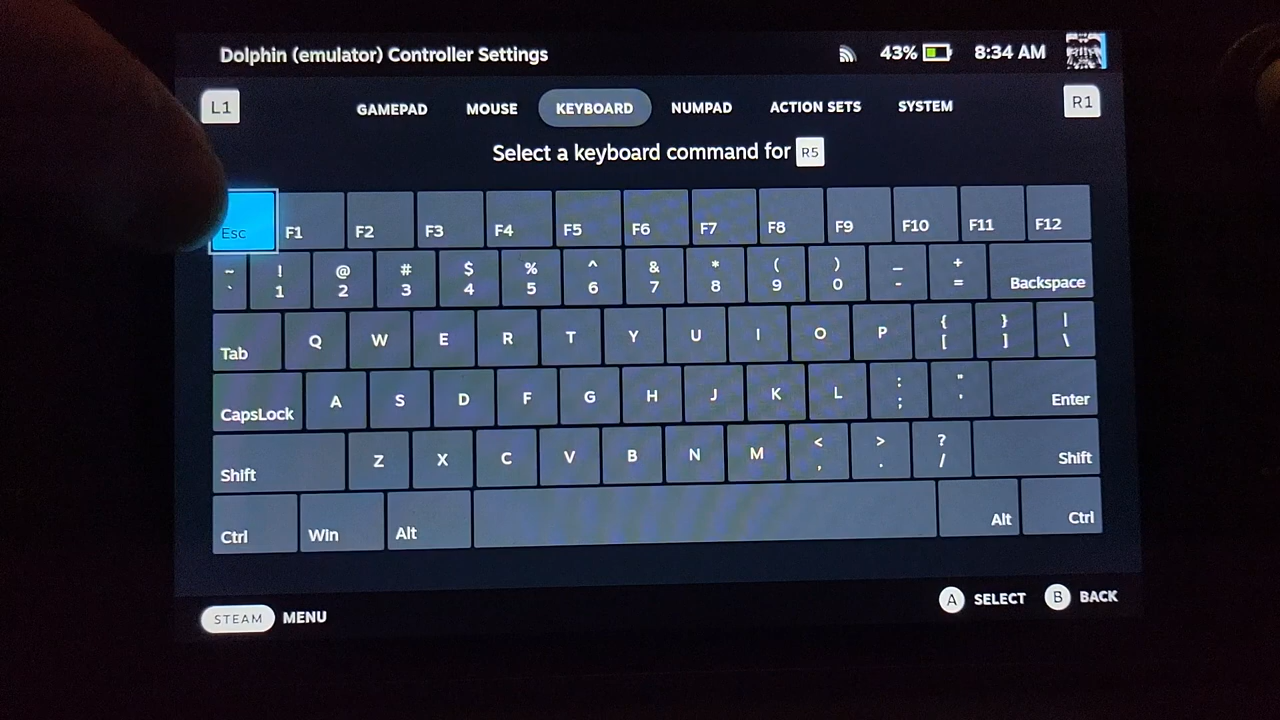 Dolphin (emulator) Controller Settings 43% 8:34 AM
L1 GAMEPAD MOUSE KEYBOARD NUMPAD ACTION SETS SYSTEM R1
Select a keyboard command for R5
Esc F1 F2 F3 F4 F5 F6 F7 F8 F9 F10 F11 F12
~ ! @ # $ % ^ & * ( ) _ +
` 1 2 3 4 5 6 7 8 9 0 - = Backspace
Tab Q W E R T Y U I O P { [ } ] | \
CapsLock A S D F G H J K L : ; " ' Enter
Shift Z X C V B N M < , > . ? / Shift
Ctrl Win Alt Alt Ctrl
STEAM MENU A SELECT B BACK